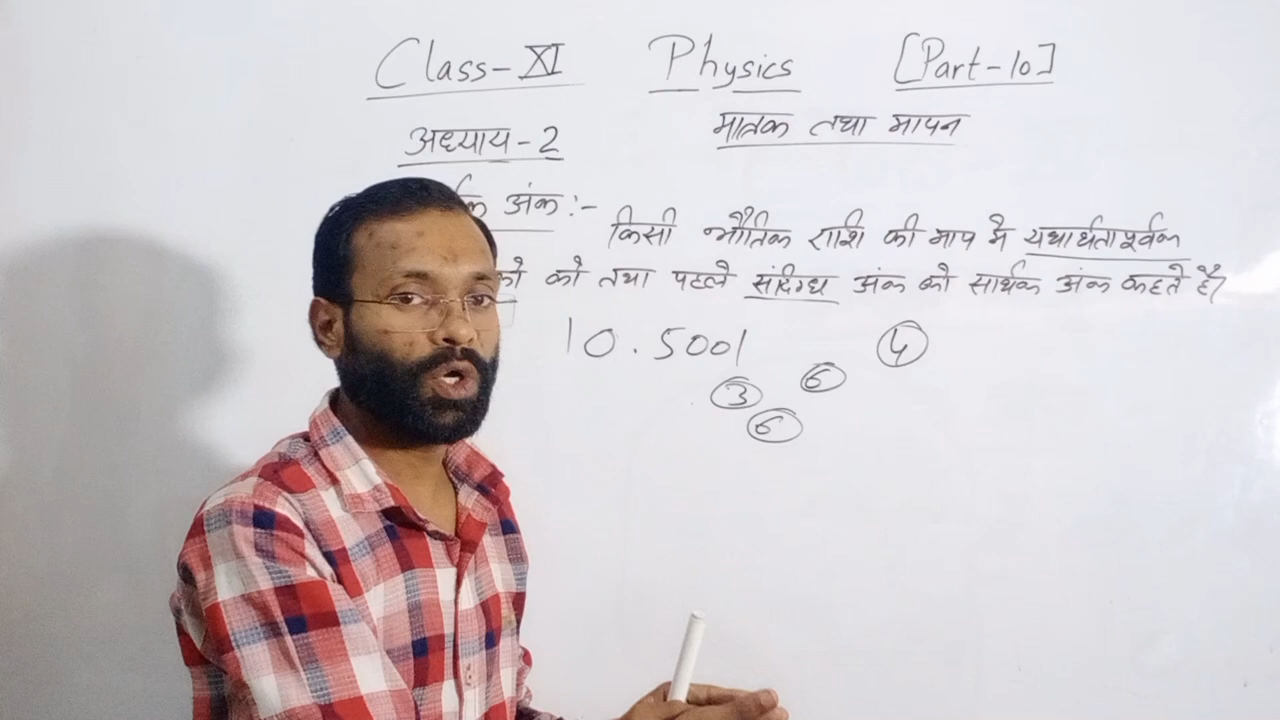 Class-XI Physics [Part-10]
अध्याय-2 मात्रक तथा मापन
अंक :- किसी भौतिक राशि की माप मे यथार्थतापूर्वक
को तथा पहले संदिग्ध अंक को सार्थक अंक कहते है।
10.5001 4
3 6
6